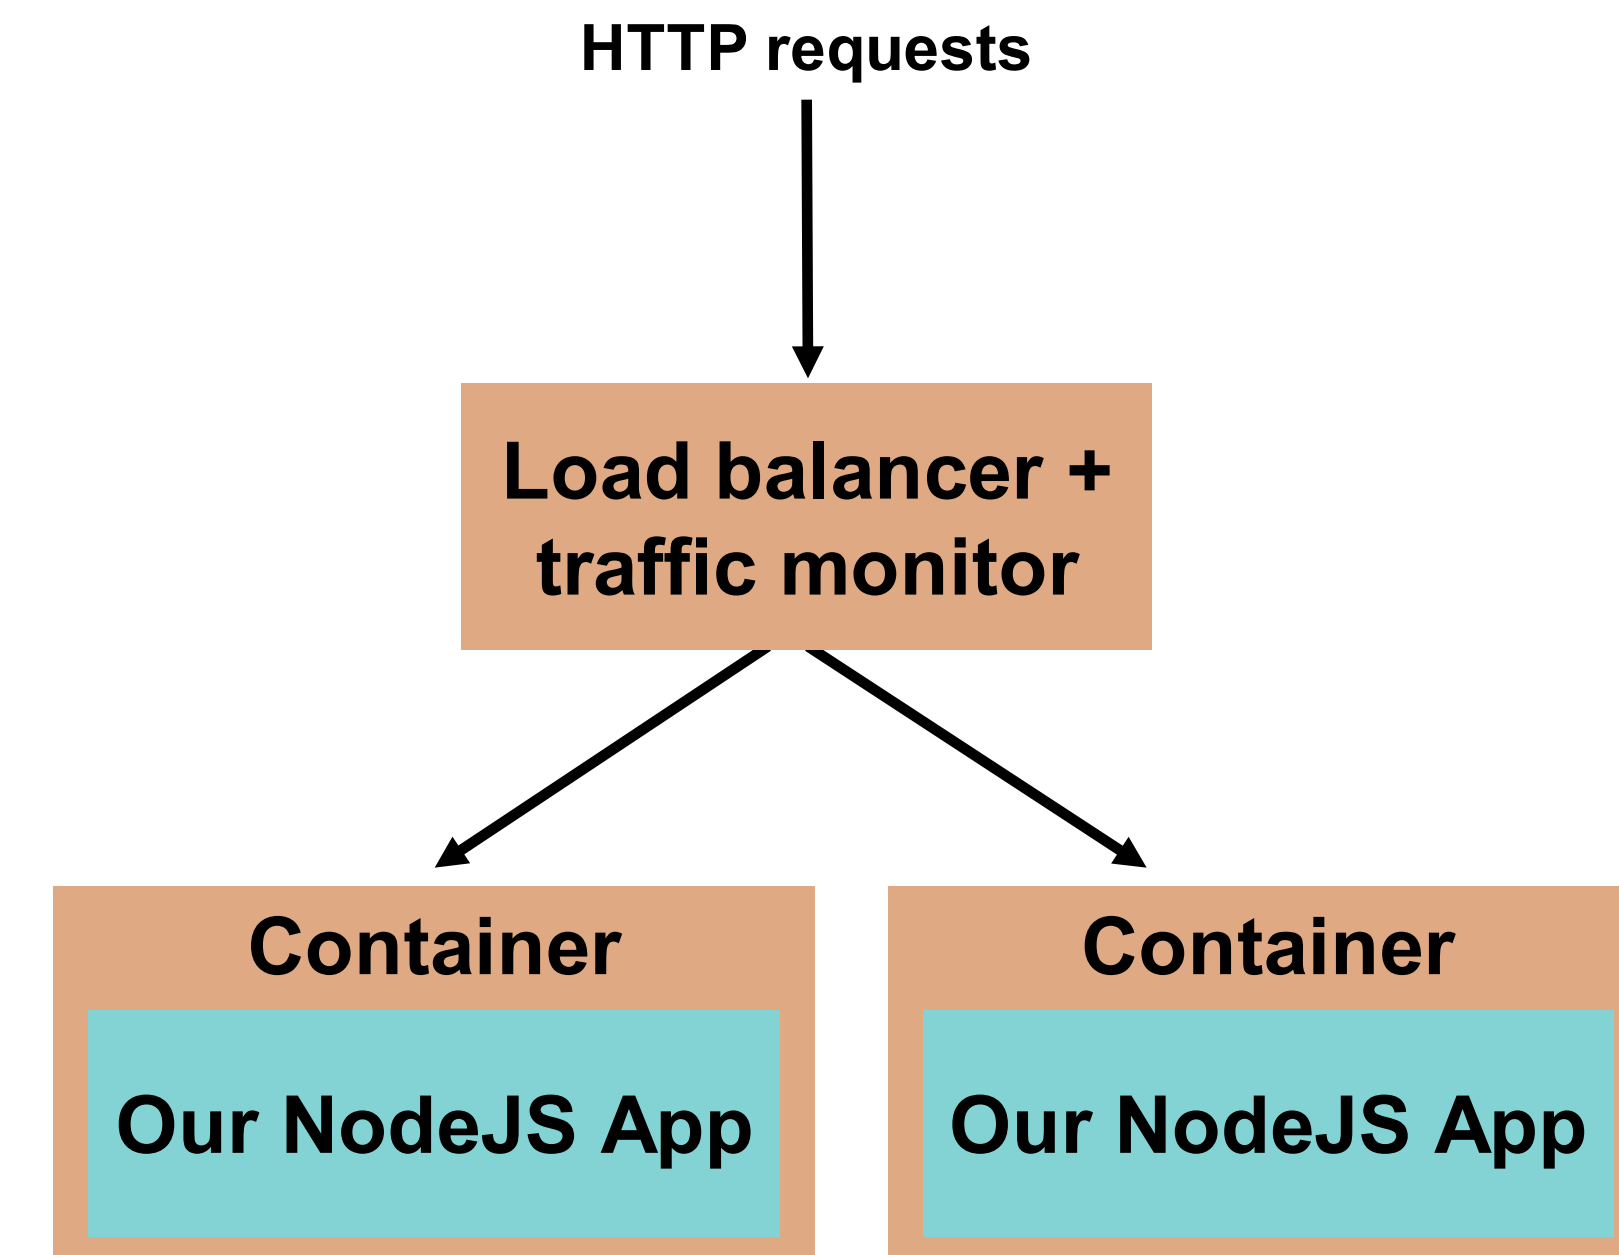 HTTP requests
Load balancer +
traffic monitor
Container
Container
Our NodeJS App
Our NodeJS App